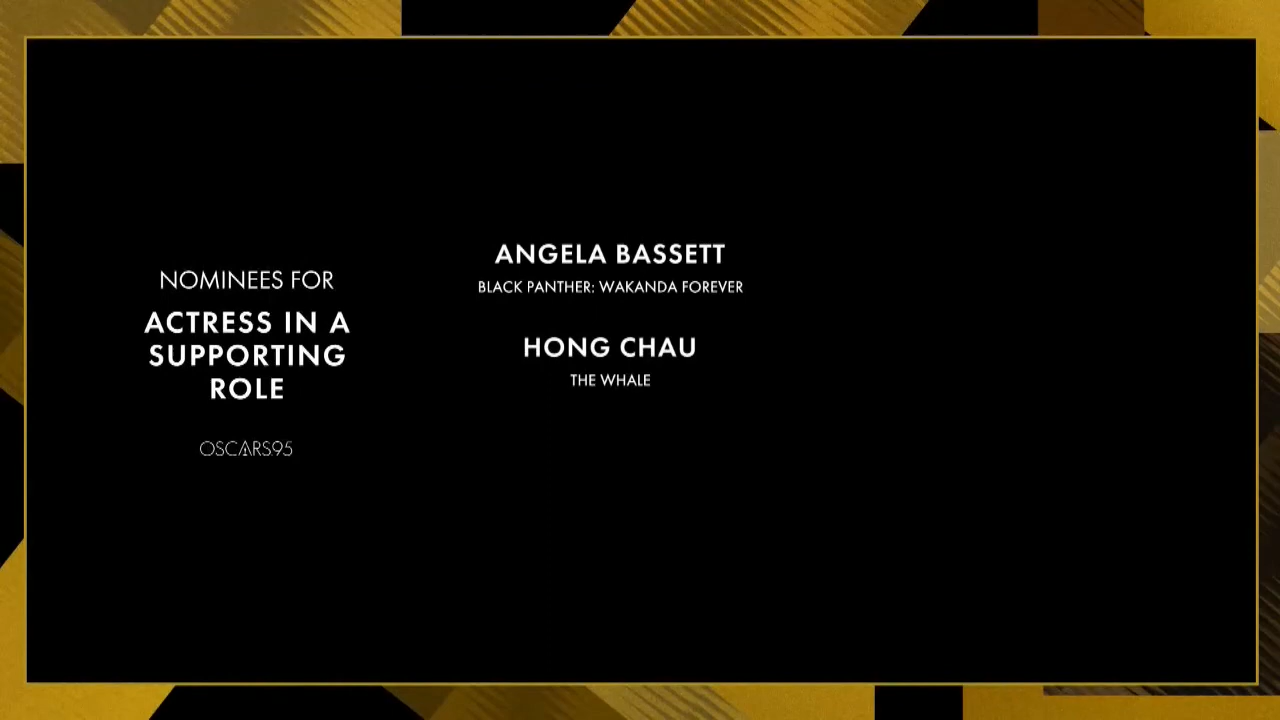 NOMINEES FOR
ACTRESS IN A
SUPPORTING
ROLE
OSCARS95
ANGELA BASSETT
BLACK PANTHER: WAKANDA FOREVER
HONG CHAU
THE WHALE